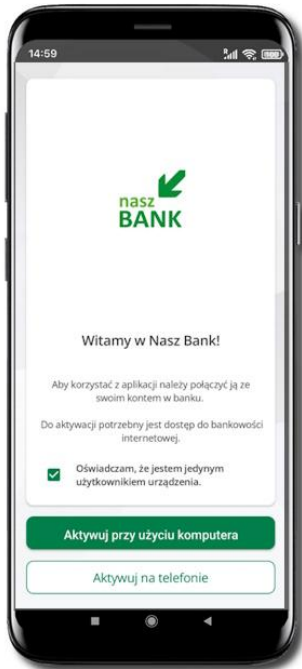 14:59
nasz
BANK
Witamy w Nasz Bank!
Aby korzystać z aplikacji należy połączyć ją ze
swoim kontem w banku.
Do aktywacji potrzebny jest dostęp do bankowości
internetowej.
Oświadczam, że jestem jedynym
użytkownikiem urządzenia.
Aktywuj przy użyciu komputera
Aktywuj na telefonie